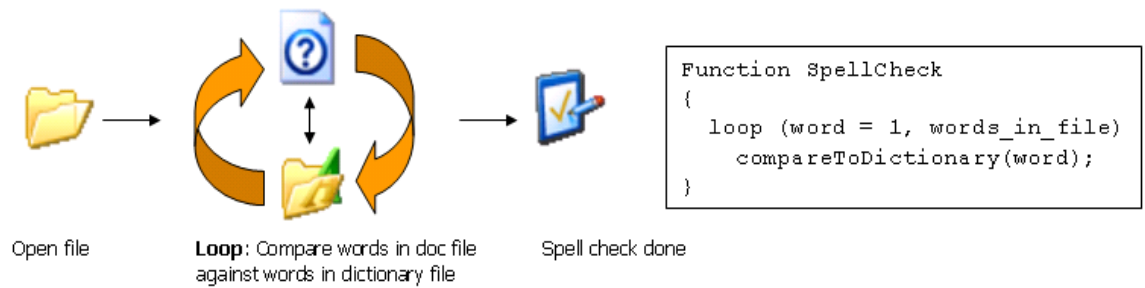 Function SpellCheck
{
loop (word = 1, words_in_file)
compareToDictionary(word);
}
Open file
Loop: Compare words in doc file
against words in dictionary file
Spell check done